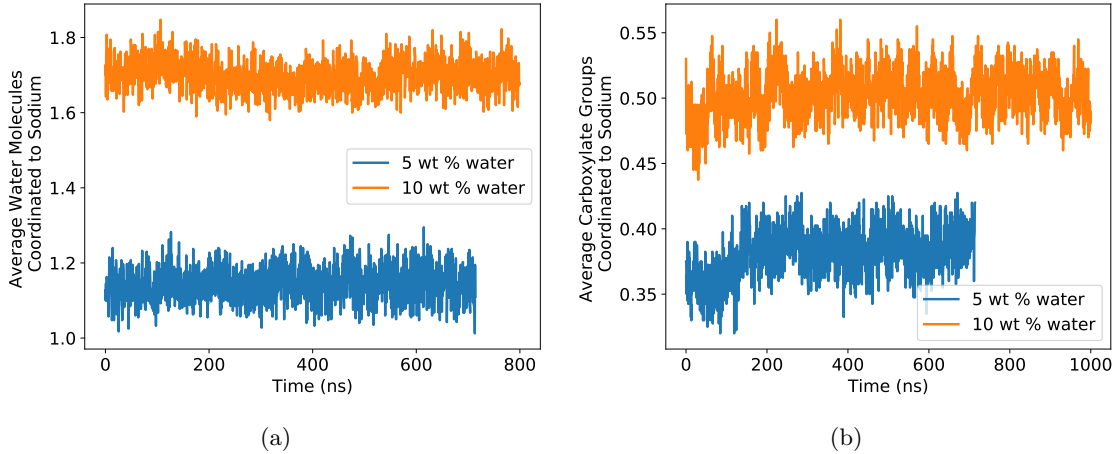 Average Water Molecules
Coordinated to Sodium
1.8
1.6
1.4
1.2
1.0
5 wt % water
10 wt % water
0
200
400
600
800
Time (ns)
(a)
Average Carboxylate Groups
Coordinated to Sodium
0.55
0.50
0.45
0.40
0.35
5 wt % water
10 wt % water
0
200
400
600
800
1000
Time (ns)
(b)